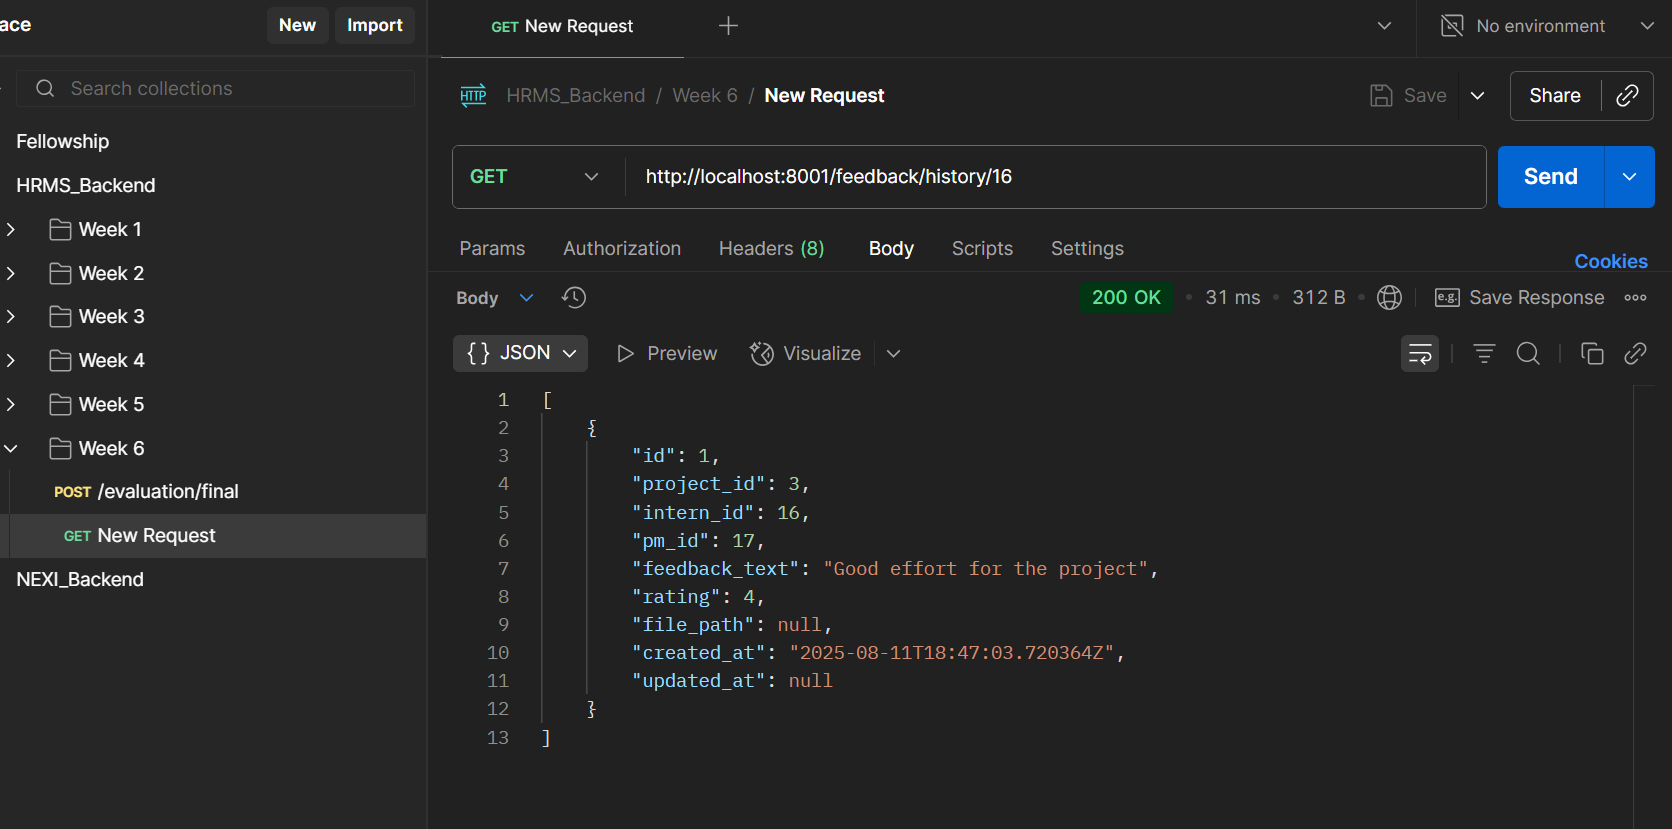 ace
New
Import
Search collections
Fellowship
HRMS_Backend
Week 1
Week 2
Week 3
Week 4
Week 5
Week 6
POST /evaluation/final
GET New Request
NEXI_Backend
GET New Request
No environment
HTTP HRMS_Backend / Week 6 / New Request
Save
Share
GET http://localhost:8001/feedback/history/16
Send
Params Authorization Headers (8) Body Scripts Settings
Cookies
Body 200 OK • 31 ms • 312 B • e.g. Save Response
{} JSON Preview Visualize
1 [
2 {
3 "id": 1,
4 "project_id": 3,
5 "intern_id": 16,
6 "pm_id": 17,
7 "feedback_text": "Good effort for the project",
8 "rating": 4,
9 "file_path": null,
10 "created_at": "2025-08-11T18:47:03.720364Z",
11 "updated_at": null
12 }
13 ]